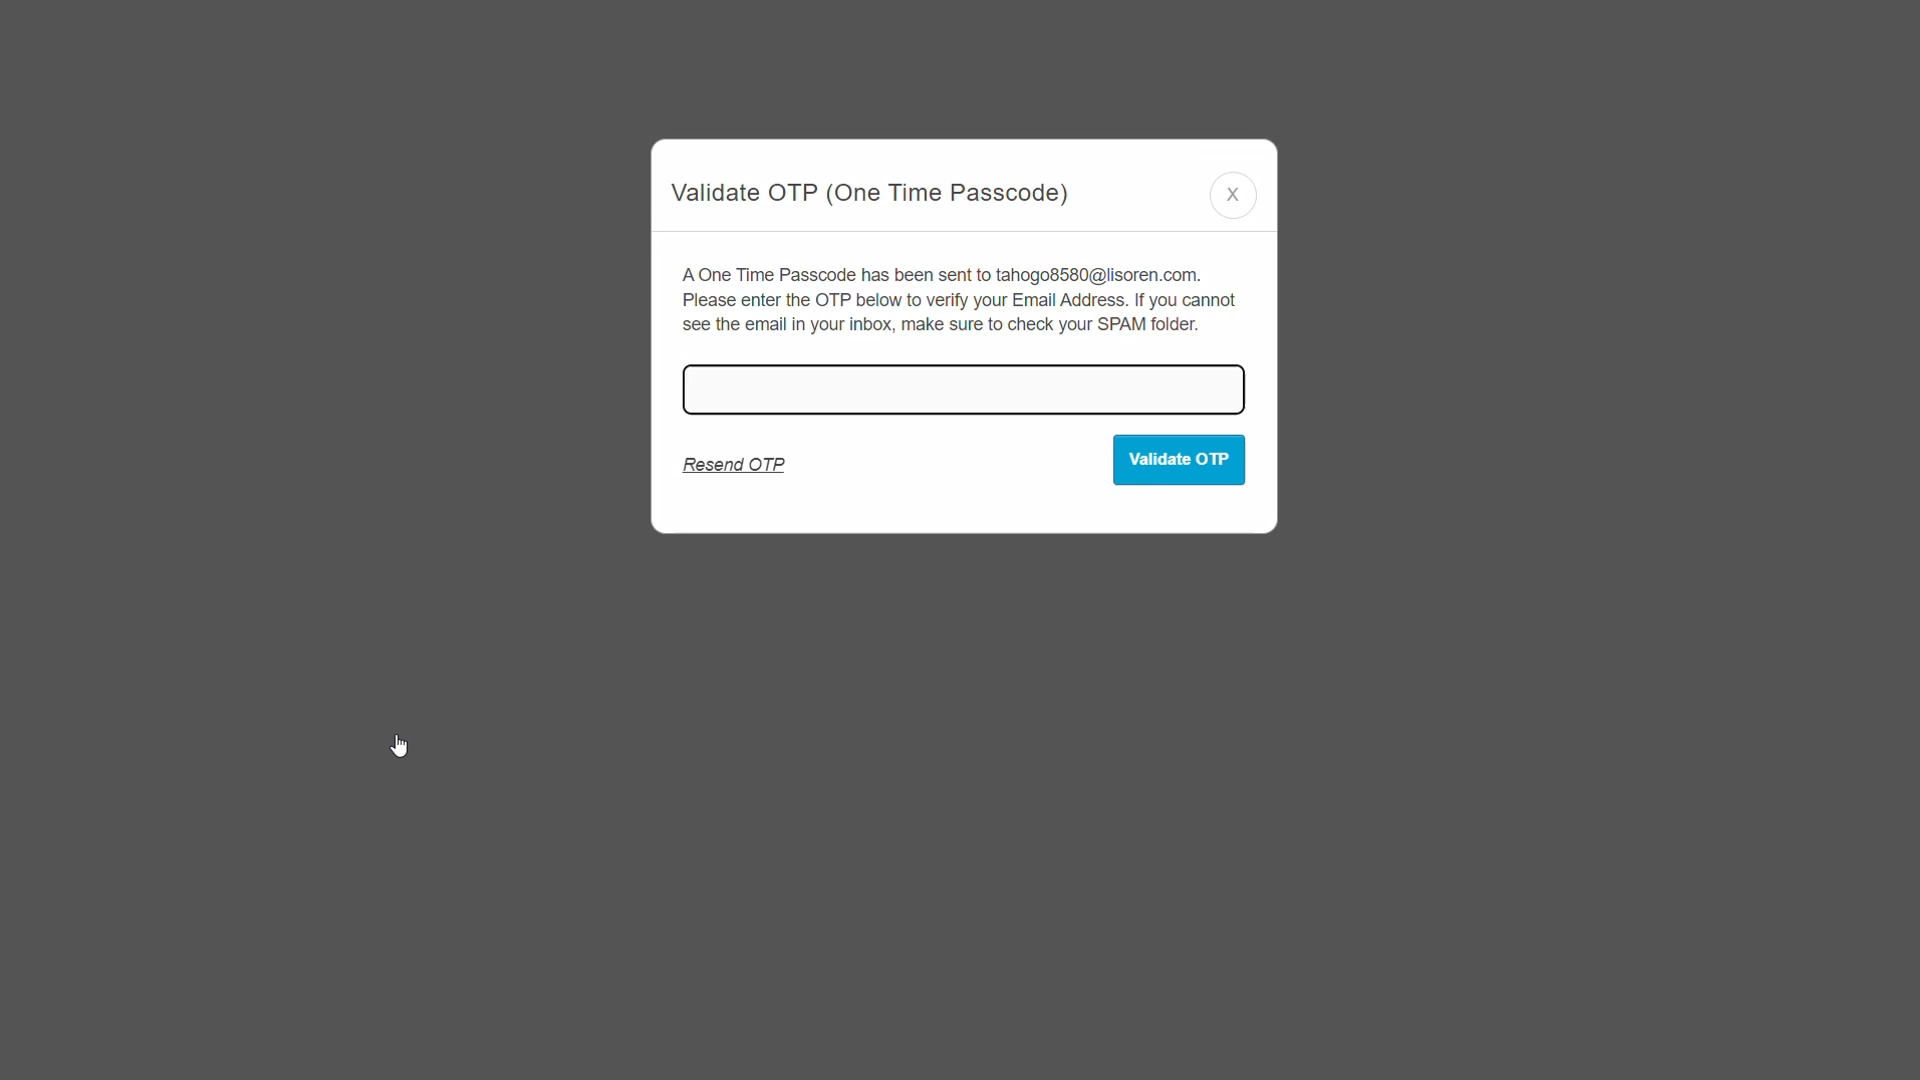 Validate OTP (One Time Passcode)
X
A One Time Passcode has been sent to tahogo8580@lisoren.com.
Please enter the OTP below to verify your Email Address. If you cannot
see the email in your inbox, make sure to check your SPAM folder.
Resend OTP
Validate OTP